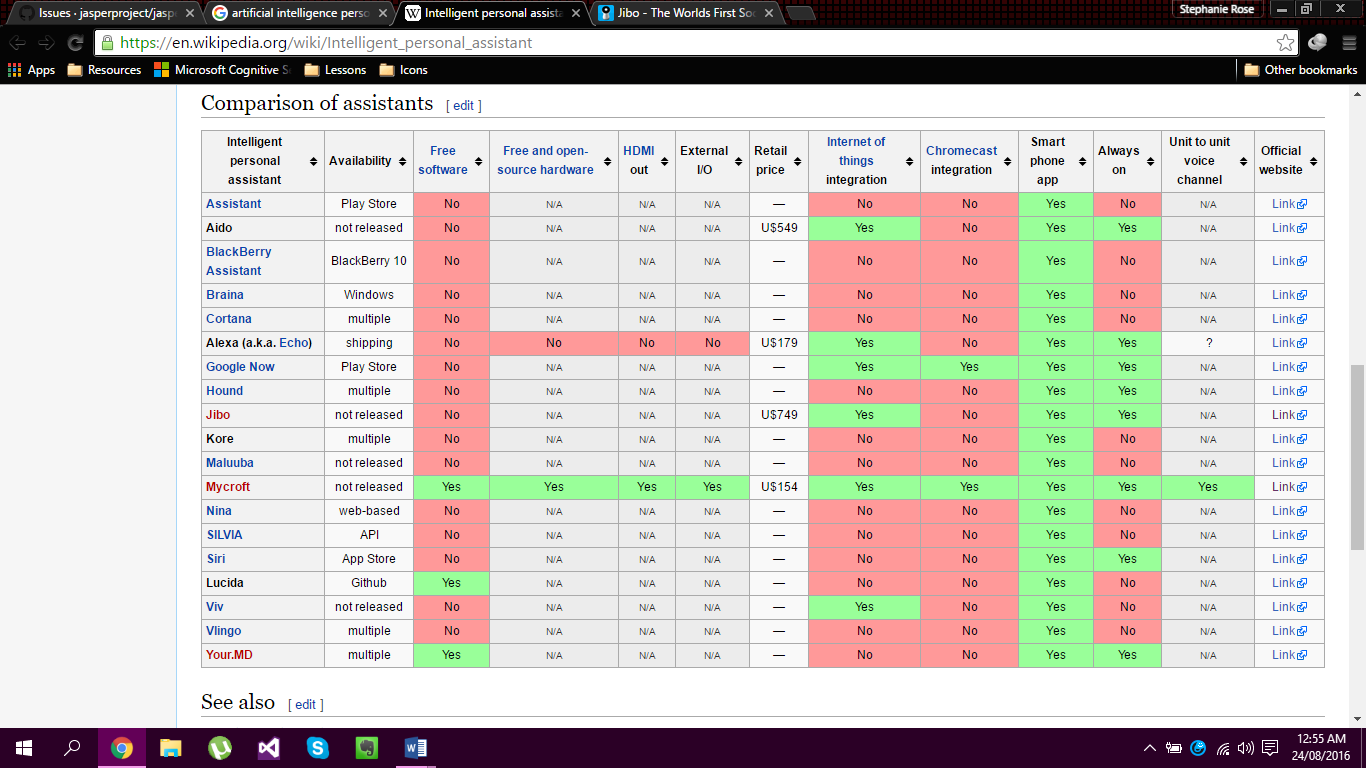 Issues · jasperproject/jasp
artificial intelligence perso
Intelligent personal assista
Jibo - The Worlds First Soc
Stephanie Rose
https://en.wikipedia.org/wiki/Intelligent_personal_assistant
Apps Resources Microsoft Cognitive S Lessons Icons Other bookmarks
Comparison of assistants [ edit ]
Intelligent personal assistant Availability Free software Free and open-source hardware HDMI out External I/O Retail price Internet of things integration Chromecast integration Smart phone app Always on Unit to unit voice channel Official website
Assistant Play Store No N/A N/A N/A — No No Yes No N/A Link
Aido not released No N/A N/A N/A U$549 Yes No Yes Yes N/A Link
BlackBerry Assistant BlackBerry 10 No N/A N/A N/A — No No Yes No N/A Link
Braina Windows No N/A N/A N/A — No No Yes No N/A Link
Cortana multiple No N/A N/A N/A — No No Yes No N/A Link
Alexa (a.k.a. Echo) shipping No No No No U$179 Yes No Yes Yes ? Link
Google Now Play Store No N/A N/A N/A — Yes Yes Yes Yes N/A Link
Hound multiple No N/A N/A N/A — No No Yes Yes N/A Link
Jibo not released No N/A N/A N/A U$749 Yes No Yes Yes N/A Link
Kore multiple No N/A N/A N/A — No No Yes No N/A Link
Maluuba not released No N/A N/A N/A — No No Yes No N/A Link
Mycroft not released Yes Yes Yes Yes U$154 Yes Yes Yes Yes Yes Link
Nina web-based No N/A N/A N/A — No No Yes No N/A Link
SILVIA API No N/A N/A N/A — No No Yes No N/A Link
Siri App Store No N/A N/A N/A — No No Yes Yes N/A Link
Lucida Github Yes N/A N/A N/A — No No Yes No N/A Link
Viv not released No N/A N/A N/A — Yes No Yes No N/A Link
Vlingo multiple No N/A N/A N/A — No No Yes No N/A Link
Your.MD multiple Yes N/A N/A N/A — No No Yes Yes N/A Link
See also [ edit ]
12:55 AM
24/08/2016